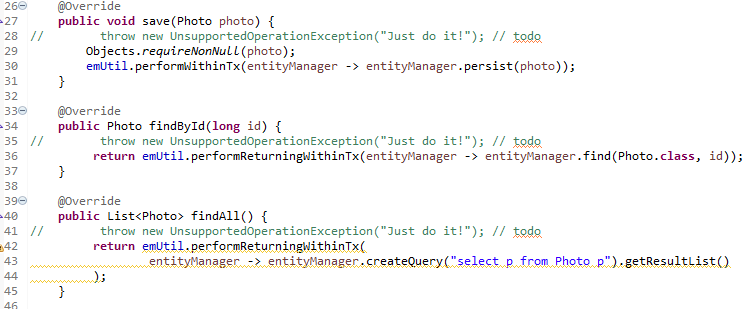 26 @Override
27 public void save(Photo photo) {
28 // throw new UnsupportedOperationException("Just do it!"); // todo
29 Objects.requireNonNull(photo);
30 emUtil.performWithinTx(entityManager -> entityManager.persist(photo));
31 }
32
33 @Override
34 public Photo findById(long id) {
35 // throw new UnsupportedOperationException("Just do it!"); // todo
36 return emUtil.performReturningWithinTx(entityManager -> entityManager.find(Photo.class, id));
37 }
38
39 @Override
40 public List<Photo> findAll() {
41 // throw new UnsupportedOperationException("Just do it!"); // todo
42 return emUtil.performReturningWithinTx(
43 entityManager -> entityManager.createQuery("select p from Photo p").getResultList()
44 );
45 }
46